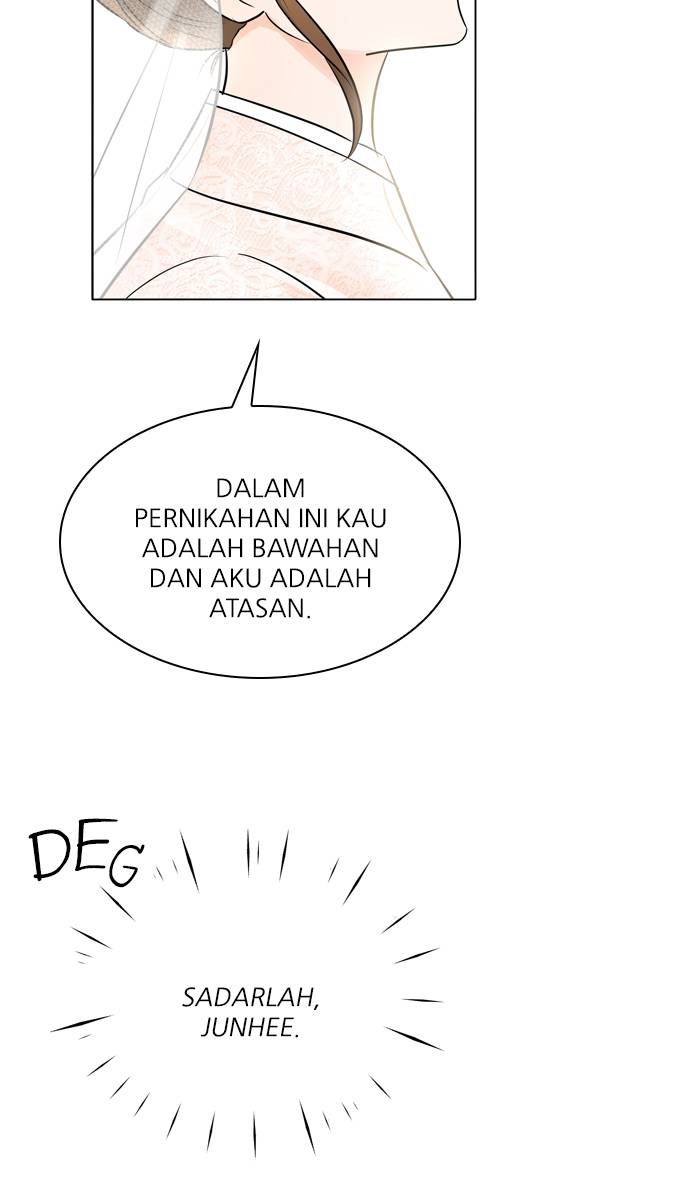 DALAM
PERNIKAHAN INI KAU
ADALAH BAWAHAN
DAN AKU ADALAH
ATASAN.
DEG
SADARLAH,
JUNHEE.